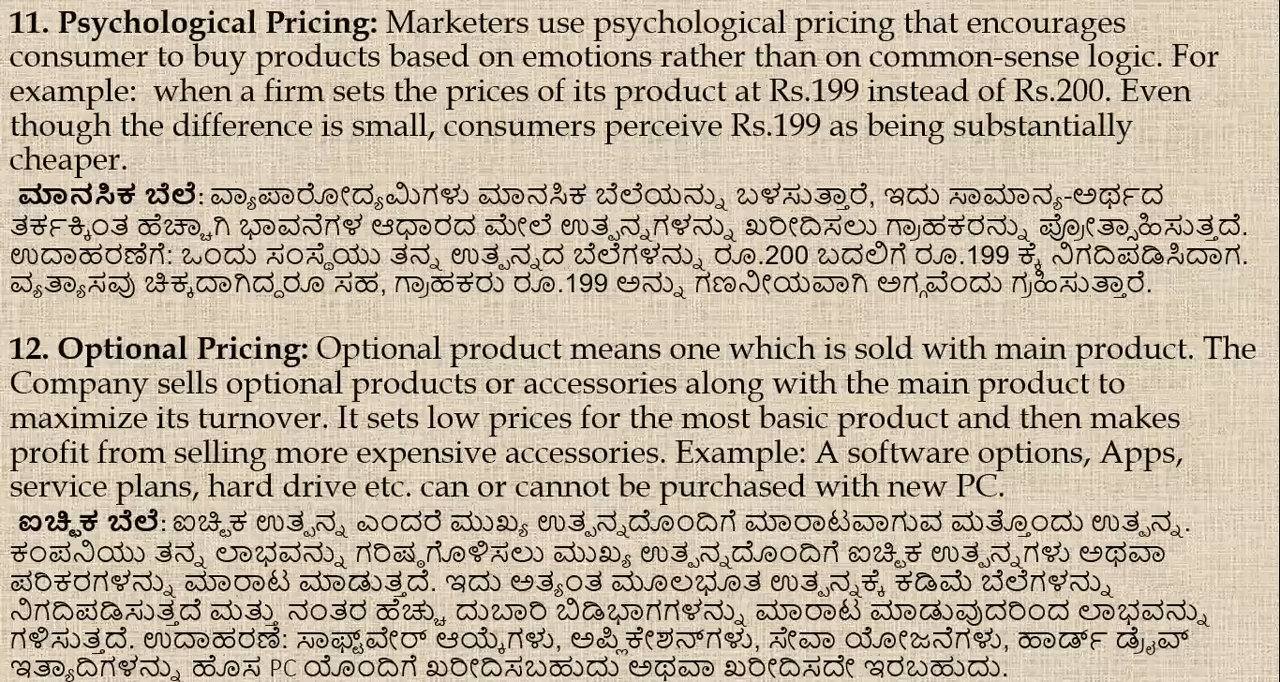 11. Psychological Pricing: Marketers use psychological pricing that encourages
consumer to buy products based on emotions rather than on common-sense logic. For
example:  when a firm sets the prices of its product at Rs.199 instead of Rs.200. Even
though the difference is small, consumers perceive Rs.199 as being substantially
cheaper.
ಮಾನಸಿಕ ಬೆಲೆ: ವ್ಯಾಪಾರೋದ್ಯಮಿಗಳು ಮಾನಸಿಕ ಬೆಲೆಯನ್ನು ಬಳಸುತ್ತಾರೆ, ಇದು ಸಾಮಾನ್ಯ-ಅರ್ಥದ
ತರ್ಕಕ್ಕಿಂತ ಹೆಚ್ಚಾಗಿ ಭಾವನೆಗಳ ಆಧಾರದ ಮೇಲೆ ಉತ್ಪನ್ನಗಳನ್ನು ಖರೀದಿಸಲು ಗ್ರಾಹಕರನ್ನು ಪ್ರೋತ್ಸಾಹಿಸುತ್ತದೆ.
ಉದಾಹರಣೆಗೆ: ಒಂದು ಸಂಸ್ಥೆಯು ತನ್ನ ಉತ್ಪನ್ನದ ಬೆಲೆಗಳನ್ನು ರೂ.200 ಬದಲಿಗೆ ರೂ.199 ಕ್ಕೆ ನಿಗದಿಪಡಿಸಿದಾಗ.
ವ್ಯತ್ಯಾಸವು ಚಿಕ್ಕದಾಗಿದ್ದರೂ ಸಹ, ಗ್ರಾಹಕರು ರೂ.199 ಅನ್ನು ಗಣನೀಯವಾಗಿ ಅಗ್ಗವೆಂದು ಗ್ರಹಿಸುತ್ತಾರೆ.
12. Optional Pricing: Optional product means one which is sold with main product. The
Company sells optional products or accessories along with the main product to
maximize its turnover. It sets low prices for the most basic product and then makes
profit from selling more expensive accessories. Example: A software options, Apps,
service plans, hard drive etc. can or cannot be purchased with new PC.
ಐಚ್ಛಿಕ ಬೆಲೆ: ಐಚ್ಛಿಕ ಉತ್ಪನ್ನ ಎಂದರೆ ಮುಖ್ಯ ಉತ್ಪನ್ನದೊಂದಿಗೆ ಮಾರಾಟವಾಗುವ ಮತ್ತೊಂದು ಉತ್ಪನ್ನ.
ಕಂಪನಿಯು ತನ್ನ ಲಾಭವನ್ನು ಗರಿಷ್ಠಗೊಳಿಸಲು ಮುಖ್ಯ ಉತ್ಪನ್ನದೊಂದಿಗೆ ಐಚ್ಛಿಕ ಉತ್ಪನ್ನಗಳು ಅಥವಾ
ಪರಿಕರಗಳನ್ನು ಮಾರಾಟ ಮಾಡುತ್ತದೆ. ಇದು ಅತ್ಯಂತ ಮೂಲಭೂತ ಉತ್ಪನ್ನಕ್ಕೆ ಕಡಿಮೆ ಬೆಲೆಗಳನ್ನು
ನಿಗದಿಪಡಿಸುತ್ತದೆ ಮತ್ತು ನಂತರ ಹೆಚ್ಚು ದುಬಾರಿ ಬಿಡಿಭಾಗಗಳನ್ನು ಮಾರಾಟ ಮಾಡುವುದರಿಂದ ಲಾಭವನ್ನು
ಗಳಿಸುತ್ತದೆ. ಉದಾಹರಣೆ: ಸಾಫ್ಟ್‌ವೇರ್ ಆಯ್ಕೆಗಳು, ಅಪ್ಲಿಕೇಶನ್‌ಗಳು, ಸೇವಾ ಯೋಜನೆಗಳು, ಹಾರ್ಡ್ ಡ್ರೈವ್
ಇತ್ಯಾದಿಗಳನ್ನು ಹೊಸ PC ಯೊಂದಿಗೆ ಖರೀದಿಸಬಹುದು ಅಥವಾ ಖರೀದಿಸದೇ ಇರಬಹುದು.